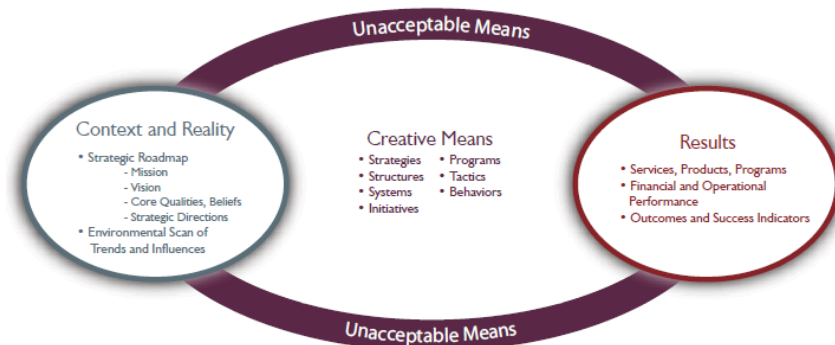 Unacceptable Means
Context and Reality
• Strategic Roadmap
- Mission
- Vision
- Core Qualities, Beliefs
- Strategic Directions
• Environmental Scan of
Trends and Influences
Creative Means
• Strategies
• Structures
• Systems
• Initiatives
• Programs
• Tactics
• Behaviors
Results
• Services, Products, Programs
• Financial and Operational
Performance
• Outcomes and Success Indicators
Unacceptable Means